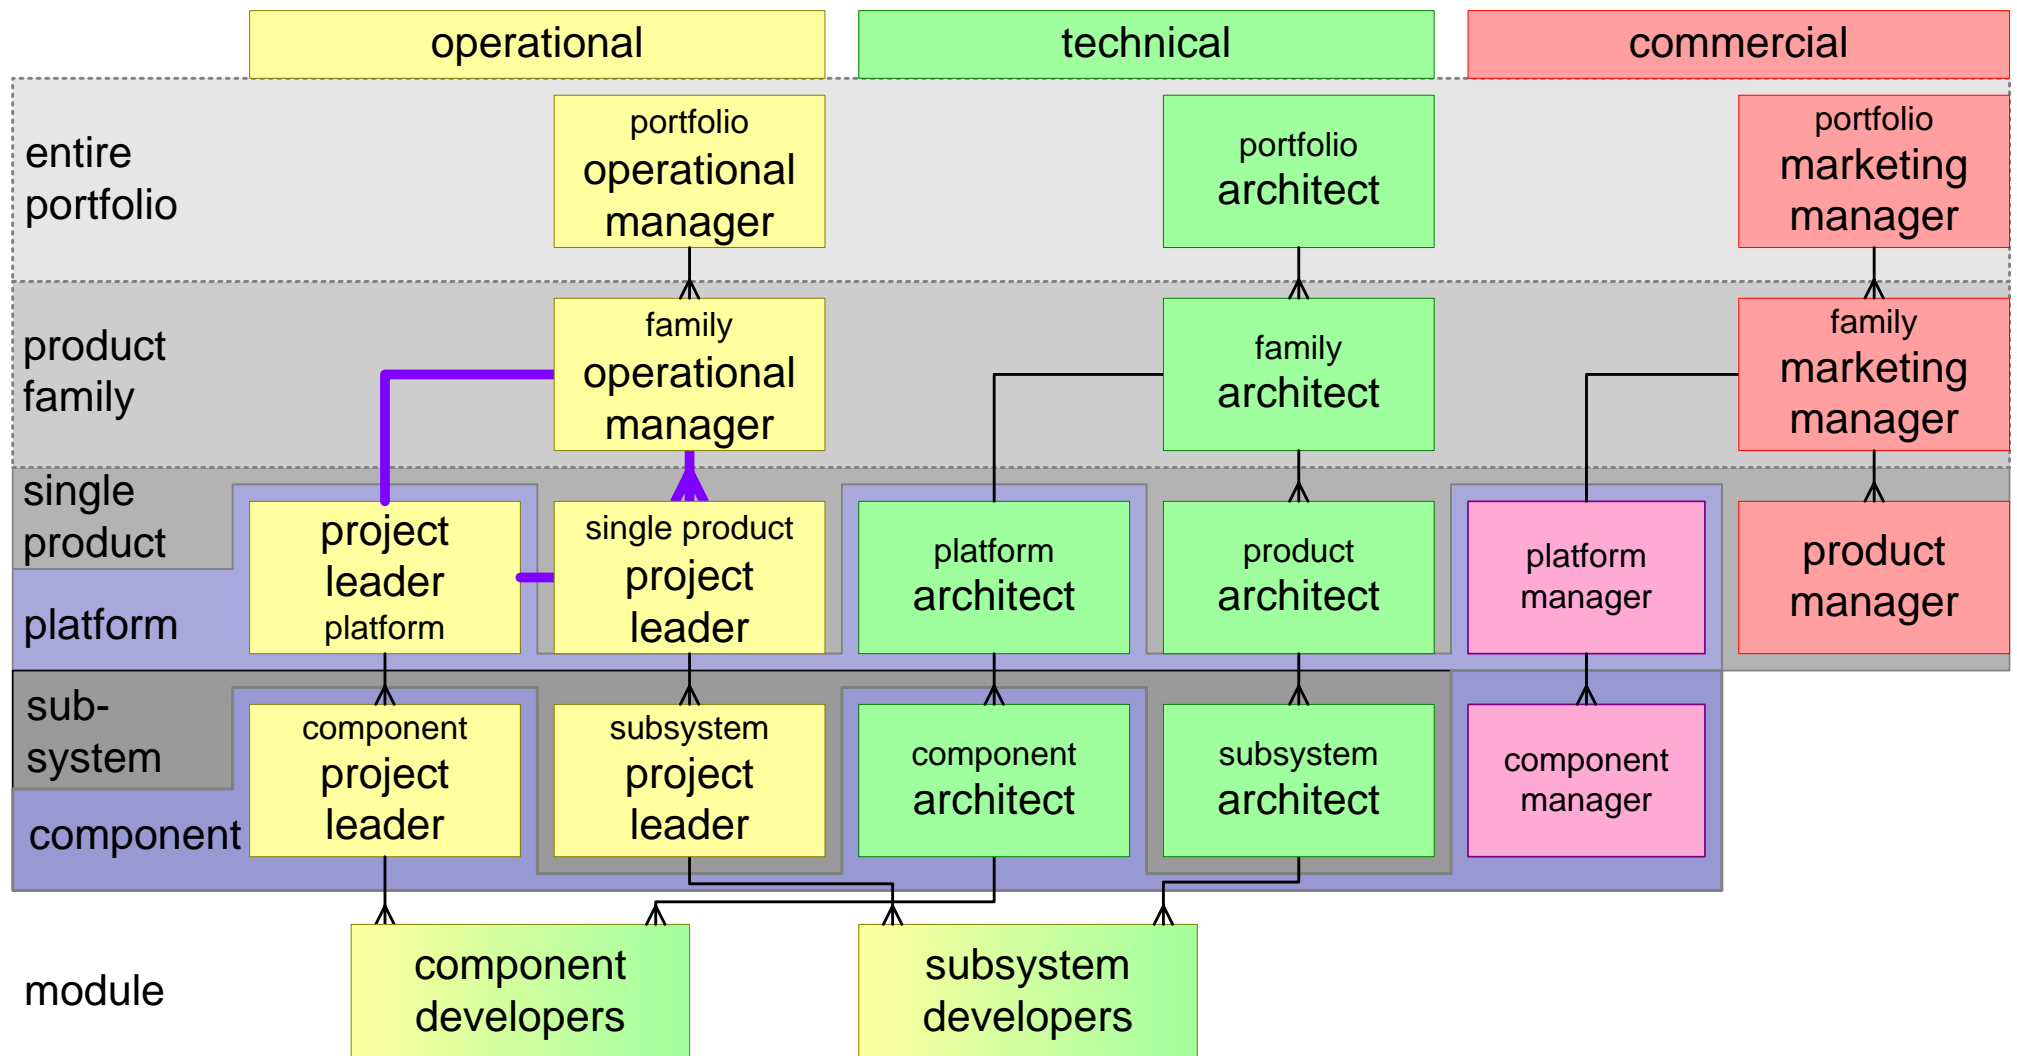 operational
technical
commercial
entire
portfolio
portfolio
operational
manager
portfolio
architect
portfolio
marketing
manager
product
family
family
operational
manager
family
architect
family
marketing
manager
single
product
platform
project
leader
platform
single product
project
leader
platform
architect
product
architect
platform
manager
product
manager
sub-
system
component
component
project
leader
subsystem
project
leader
component
architect
subsystem
architect
component
manager
module
component
developers
subsystem
developers